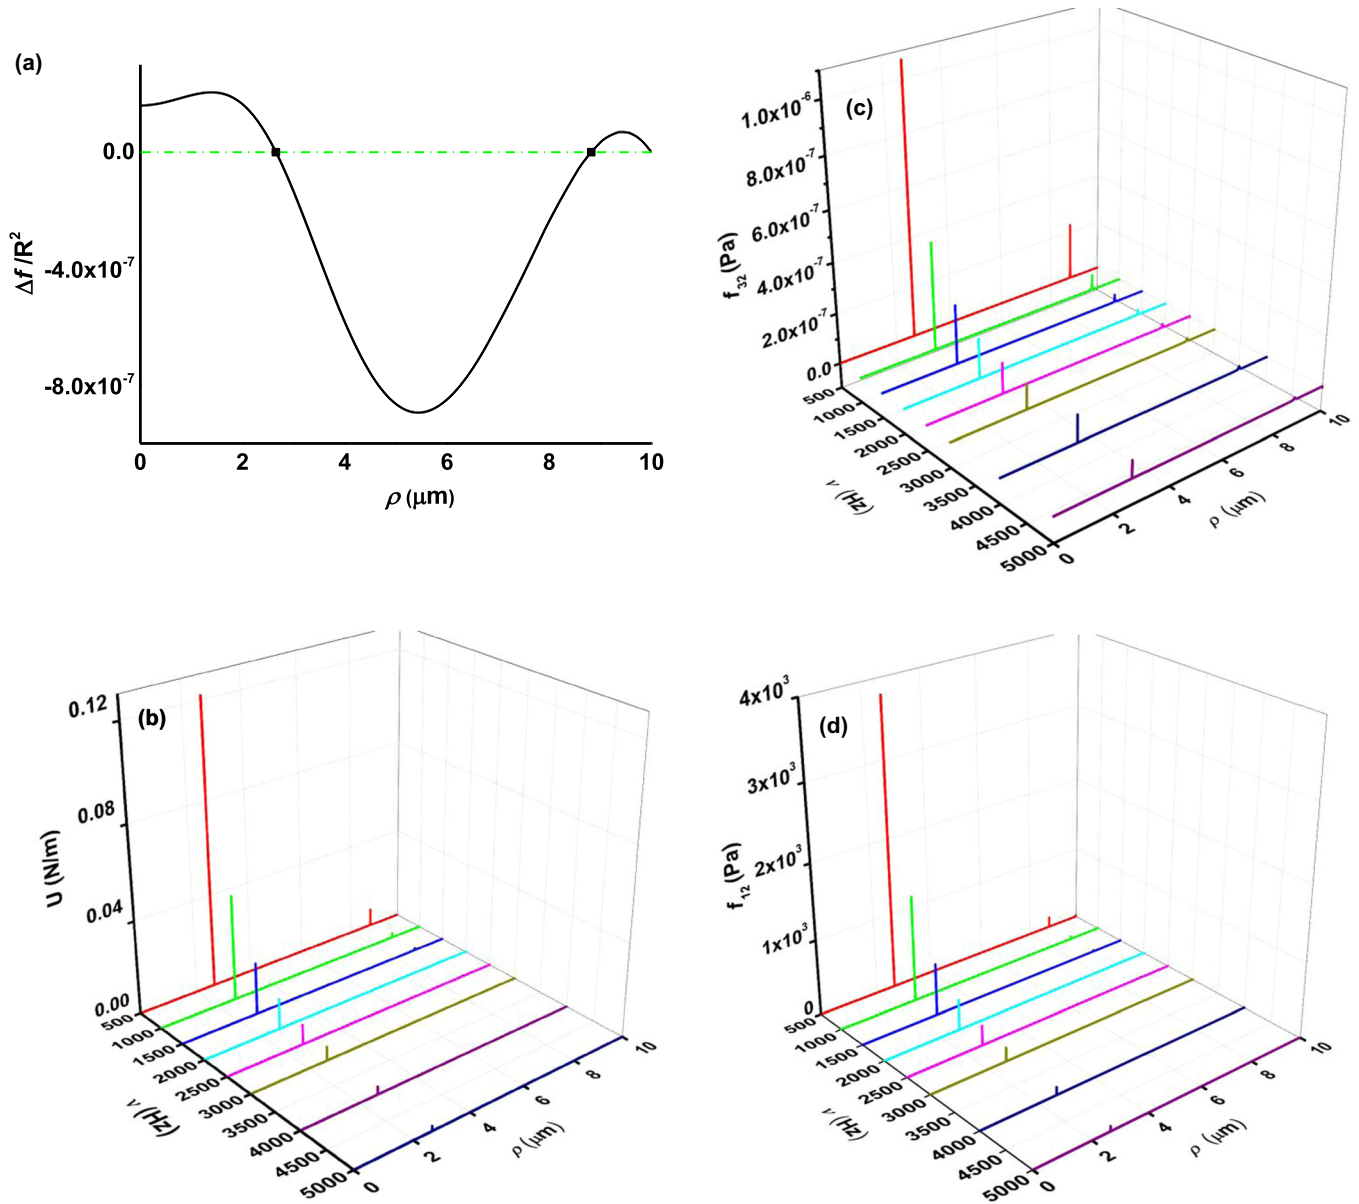 (a)
0.0
-4.0x10⁻⁷
-8.0x10⁻⁷
Δf /R²
0 2 4 6 8 10
ρ (μm)
(c)
1.0x10⁻⁶
8.0x10⁻⁷
6.0x10⁻⁷
4.0x10⁻⁷
2.0x10⁻⁷
0.0
f₃₂ (Pa)
500
1000
1500
2000
2500
3000
3500
4000
4500
5000
ν (Hz)
0 2 4 6 8 10
ρ (μm)
(b)
0.12
0.08
0.04
0.00
U (N/m)
500
1000
1500
2000
2500
3000
3500
4000
4500
5000
ν (Hz)
0 2 4 6 8 10
ρ (μm)
(d)
4x10³
3x10³
2x10³
1x10³
0
f₁₂ (Pa)
500
1000
1500
2000
2500
3000
3500
4000
4500
5000
ν (Hz)
0 2 4 6 8 10
ρ (μm)